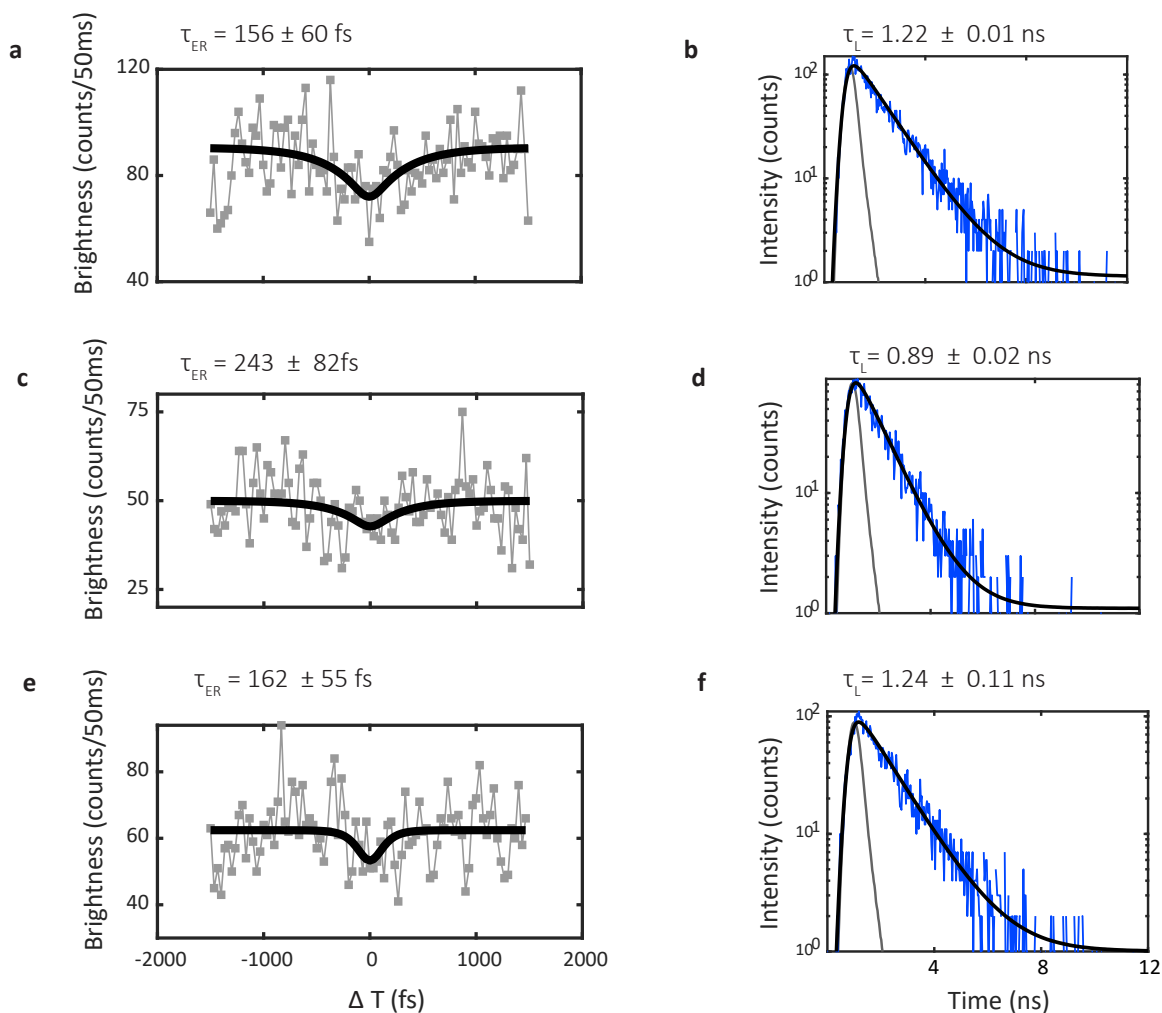 a
τER = 156 ± 60 fs
Brightness (counts/50ms)
120
80
40
b
τL = 1.22 ± 0.01 ns
Intensity (counts)
10²
10¹
10⁰
c
τER = 243 ± 82fs
Brightness (counts/50ms)
75
50
25
d
τL = 0.89 ± 0.02 ns
Intensity (counts)
10¹
10⁰
e
τER = 162 ± 55 fs
Brightness (counts/50ms)
80
60
40
-2000 -1000 0 1000 2000
Δ T (fs)
f
τL = 1.24 ± 0.11 ns
Intensity (counts)
10²
10¹
10⁰
4 8 12
Time (ns)